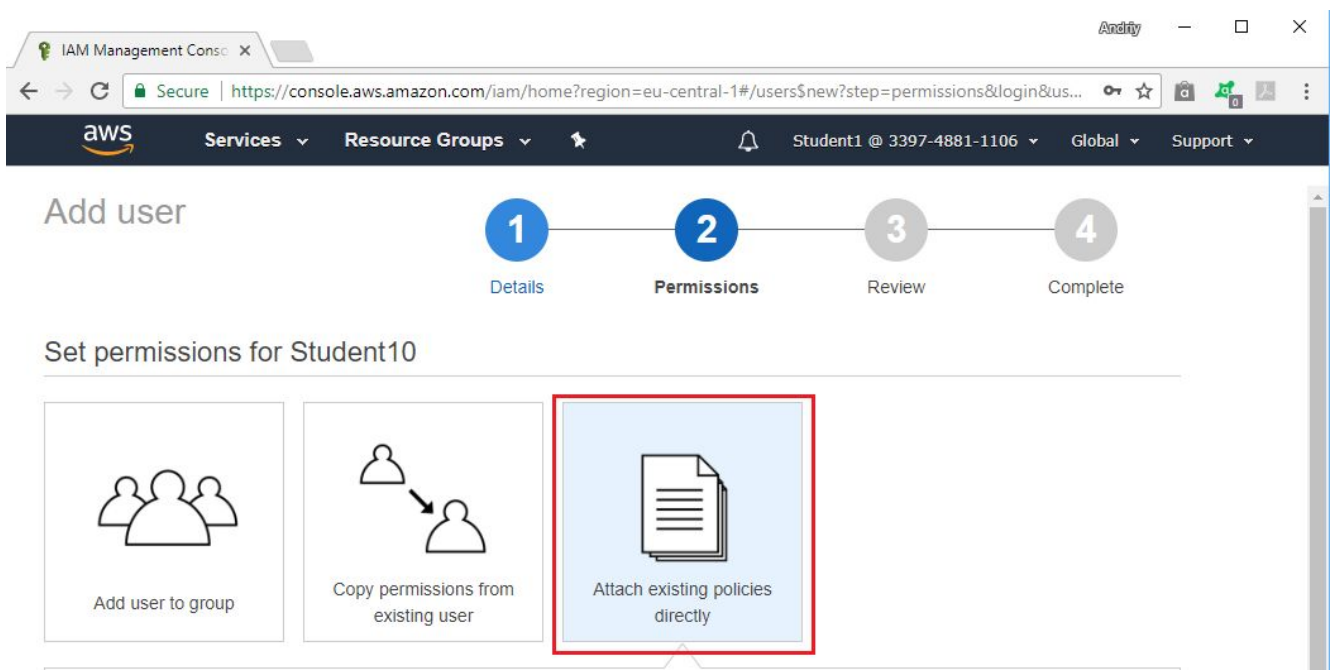 Andriy
IAM Management Conso
Secure | https://console.aws.amazon.com/iam/home?region=eu-central-1#/users$new?step=permissions&login&us...
0
aws Services Resource Groups Student1 @ 3397-4881-1106 Global Support
Add user
1 2 3 4
Details Permissions Review Complete
Set permissions for Student10
Add user to group
Copy permissions from
existing user
Attach existing policies
directly